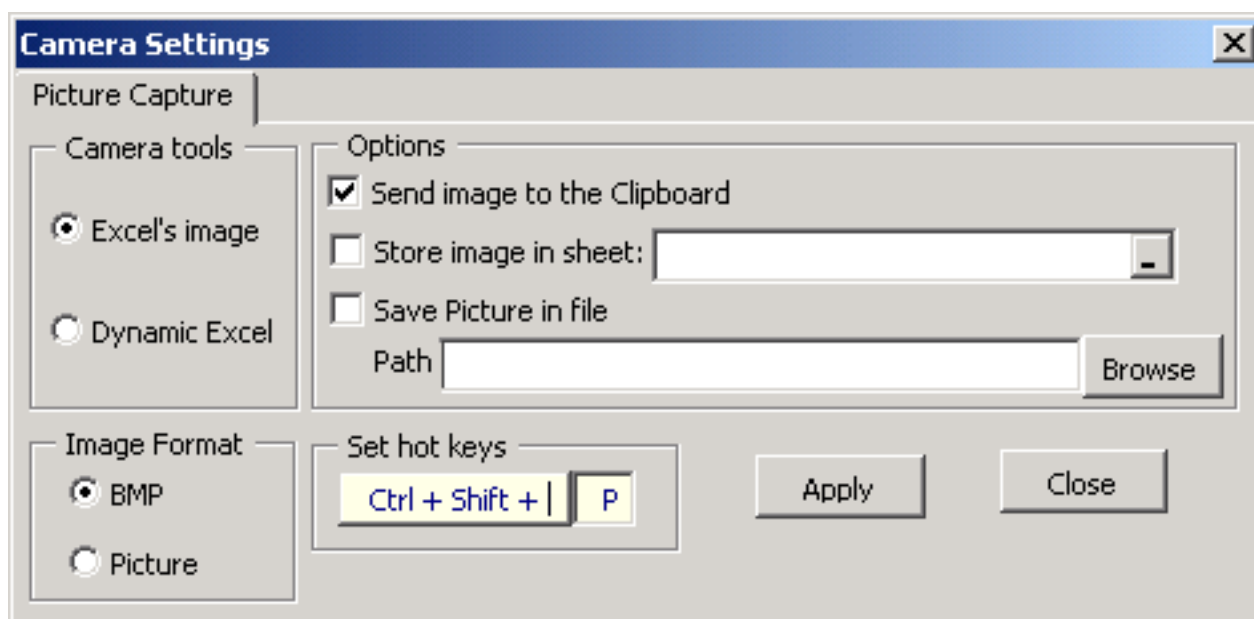 Camera Settings
Picture Capture
Camera tools
Excel's image
Dynamic Excel
Options
Send image to the Clipboard
Store image in sheet:
Save Picture in file
Path
Browse
Image Format
BMP
Picture
Set hot keys
Ctrl + Shift + | P
Apply
Close